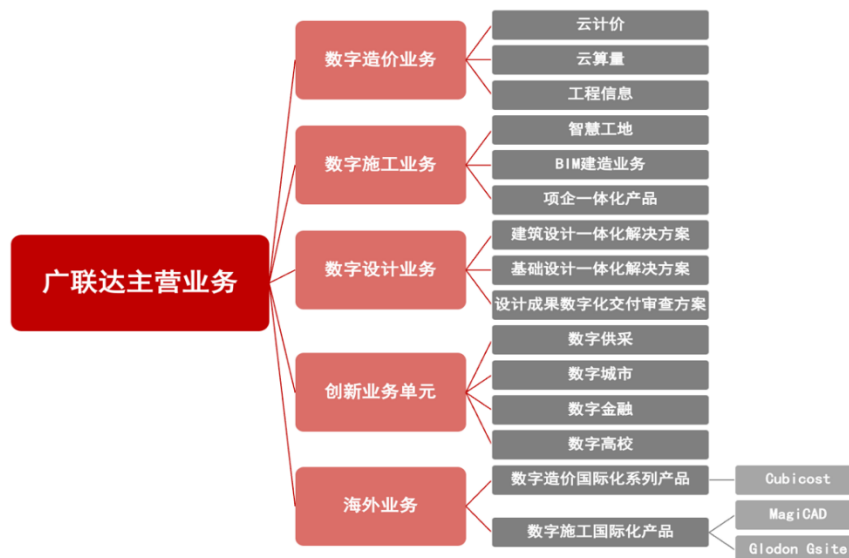 广联达主营业务
数字造价业务
云计价
云算量
工程信息
数字施工业务
智慧工地
BIM建造业务
项企一体化产品
数字设计业务
建筑设计一体化解决方案
基础设计一体化解决方案
设计成果数字化交付审查方案
创新业务单元
数字供采
数字城市
数字金融
数字高校
海外业务
数字造价国际化系列产品
Cubicost
数字施工国际化产品
MagiCAD
Glodon Gsite